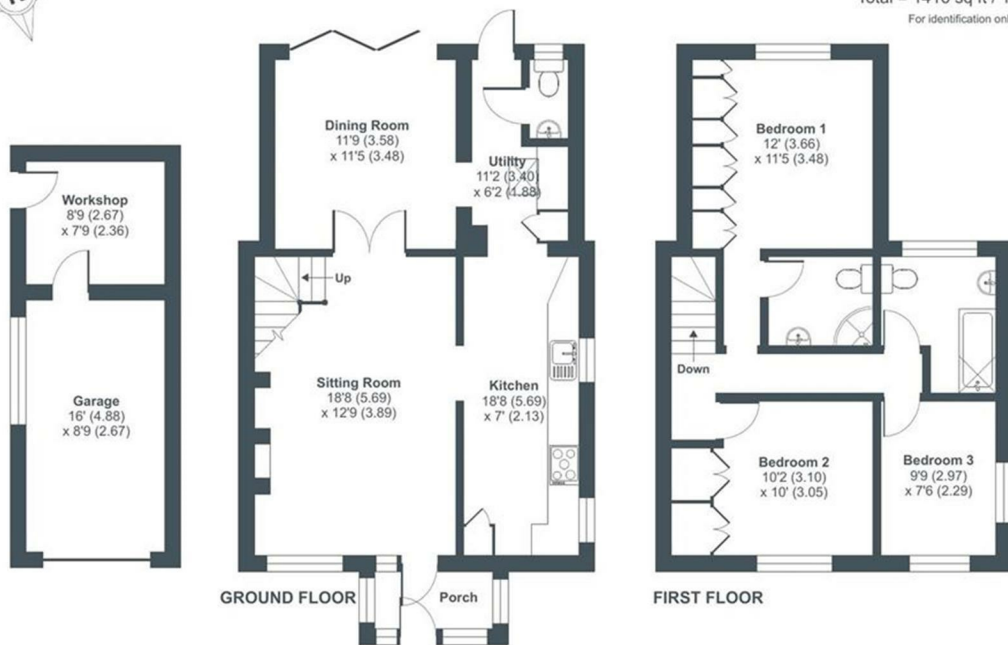 Total = 1416 sq ft /
For identification onl
Dining Room
11'9 (3.58)
x 11'5 (3.48)
Utility
11'2 (3.40)
x 6'2 (1.88)
Bedroom 1
12' (3.66)
x 11'5 (3.48)
Workshop
8'9 (2.67)
x 7'9 (2.36)
Up
Down
Sitting Room
18'8 (5.69)
x 12'9 (3.89)
Kitchen
18'8 (5.69)
x 7' (2.13)
Garage
16' (4.88)
x 8'9 (2.67)
Bedroom 2
10'2 (3.10)
x 10' (3.05)
Bedroom 3
9'9 (2.97)
x 7'6 (2.29)
GROUND FLOOR
Porch
FIRST FLOOR